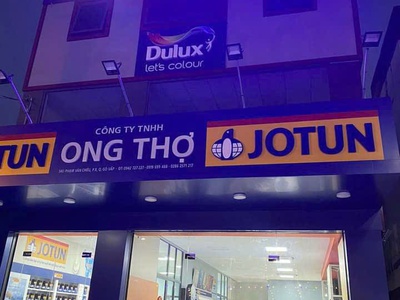 Dulux
let's colour
CÔNG TY TNHH
TUN ONG THỢ JOTUN
JOTUN